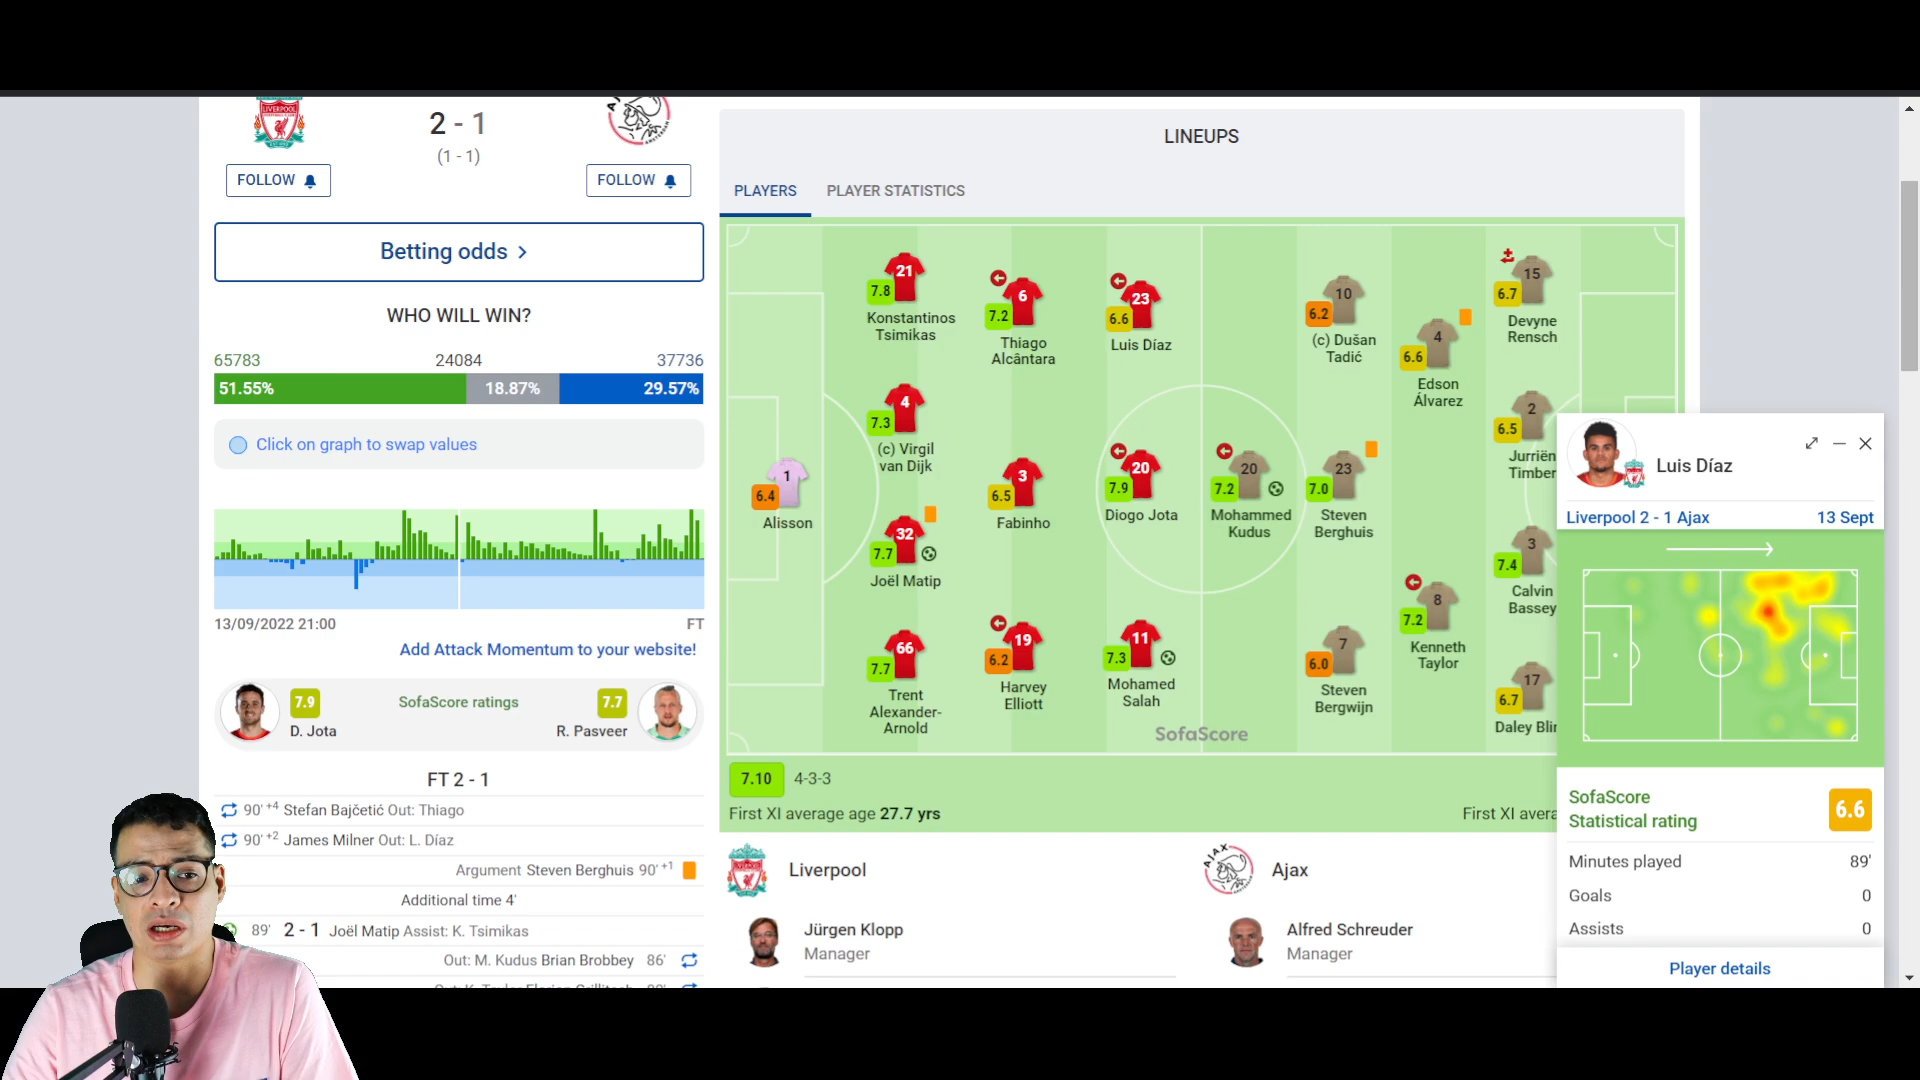 LIVERPOOL
2 - 1
(1 - 1)
FOLLOW
FOLLOW
Betting odds >
WHO WILL WIN?
65783
24084
37736
51.55%
18.87%
29.57%
Click on graph to swap values
13/09/2022 21:00
FT
Add Attack Momentum to your website!
7.9
SofaScore ratings
7.7
D. Jota
R. Pasveer
FT 2 - 1
90' +4 Stefan Bajčetić Out: Thiago
90' +2 James Milner Out: L. Díaz
Argument Steven Berghuis 90' +1
Additional time 4'
89' 2 - 1 Joël Matip Assist: K. Tsimikas
Out: M. Kudus Brian Brobbey 86'
LINEUPS
PLAYERS
PLAYER STATISTICS
1
6.4
Alisson
21
7.8
Konstantinos
Tsimikas
4
7.3
(c) Virgil
van Dijk
32
7.7
Joël Matip
66
7.7
Trent
Alexander-
Arnold
6
7.2
Thiago
Alcântara
3
6.5
Fabinho
19
6.2
Harvey
Elliott
23
6.6
Luis Díaz
20
7.9
Diogo Jota
11
7.3
Mohamed
Salah
20
7.2
Mohammed
Kudus
10
6.2
(c) Dušan
Tadić
23
7.0
Steven
Berghuis
7
6.0
Steven
Bergwijn
4
6.6
Edson
Álvarez
8
7.2
Kenneth
Taylor
15
6.7
Devyne
Rensch
2
6.5
Jurriën
Timber
3
7.4
Calvin
Bassey
17
6.7
Daley Blin
SofaScore
7.10
4-3-3
First XI average age 27.7 yrs
First XI avera
Liverpool
AJAX
Ajax
Jürgen Klopp
Manager
Alfred Schreuder
Manager
Luis Díaz
Liverpool 2 - 1 Ajax
13 Sept
SofaScore
Statistical rating
6.6
Minutes played
89'
Goals
0
Assists
0
Player details